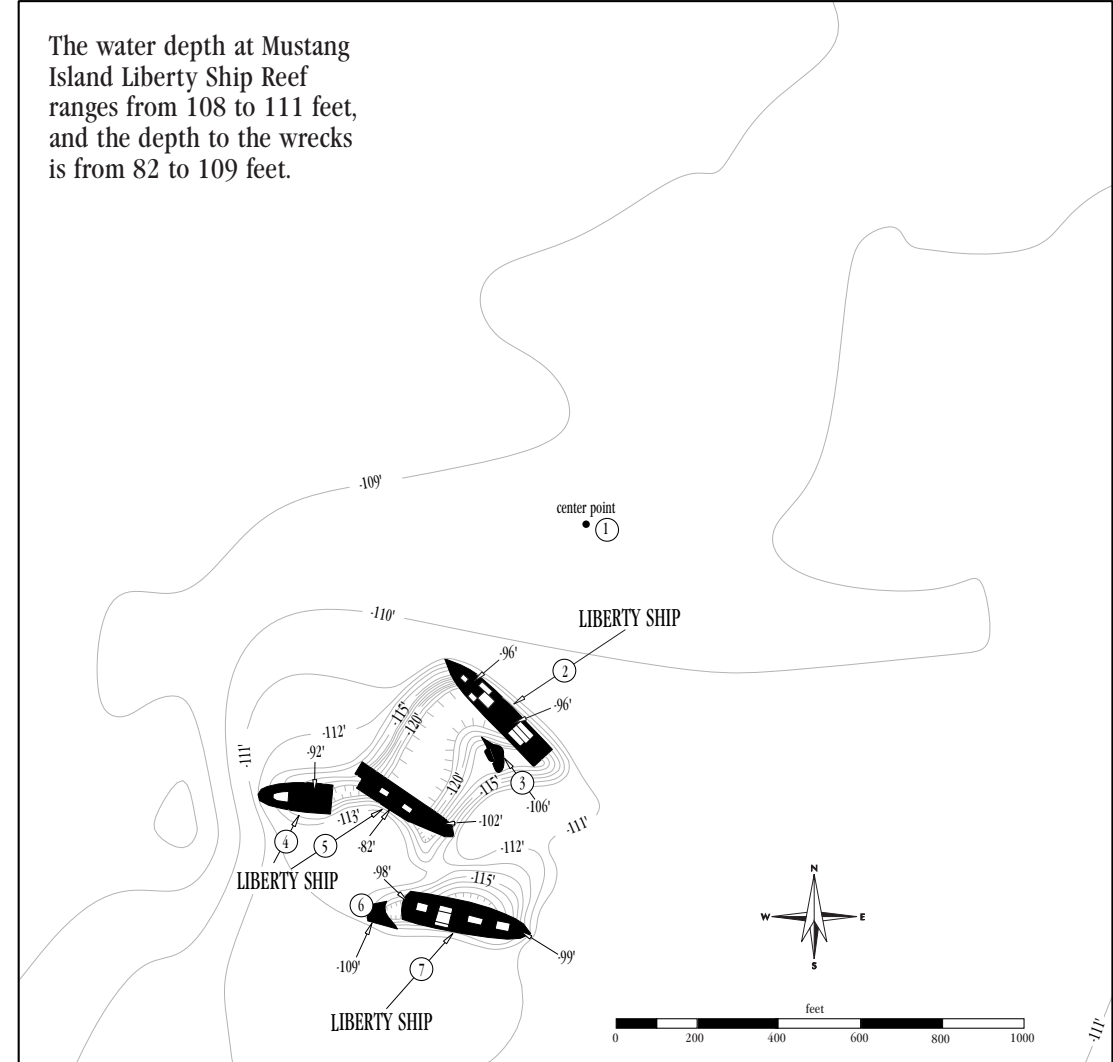 The water depth at Mustang
Island Liberty Ship Reef
ranges from 108 to 111 feet,
and the depth to the wrecks
is from 82 to 109 feet.
-109'
center point
1
-110'
LIBERTY SHIP
-96'
2
-96'
-115'
-120'
-112'
-111'
-92'
3
-120'
-115'
-106'
-113'
-102'
-111'
4
5
-82'
-112'
LIBERTY SHIP
-98'
-115'
6
-109'
-99'
7
LIBERTY SHIP
N
W
E
S
feet
0
200
400
600
800
1000
-111'